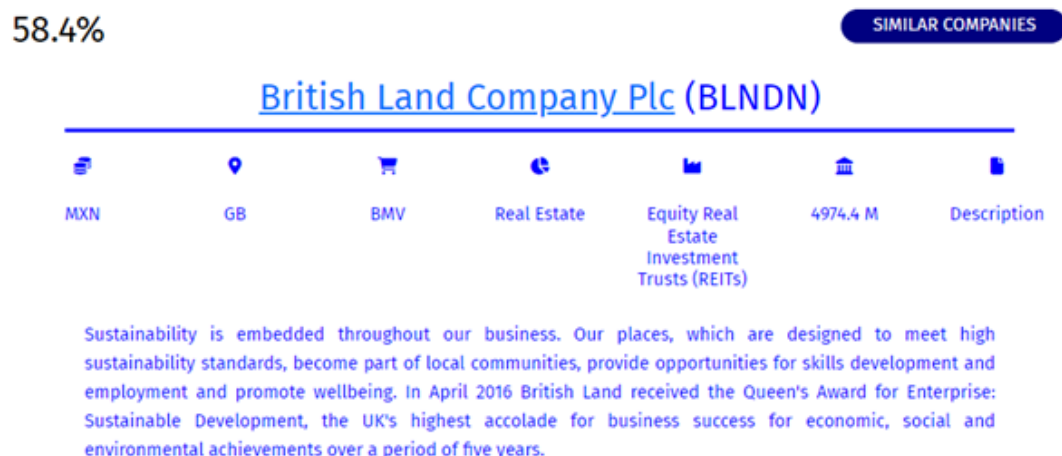 58.4%
SIMILAR COMPANIES
British Land Company Plc (BLNDN)
MXN
GB
BMV
Real Estate
Equity Real
Estate
Investment
Trusts (REITs)
4974.4 M
Description
Sustainability is embedded throughout our business. Our places, which are designed to meet high
sustainability standards, become part of local communities, provide opportunities for skills development and
employment and promote wellbeing. In April 2016 British Land received the Queen's Award for Enterprise:
Sustainable Development, the UK's highest accolade for business success for economic, social and
environmental achievements over a period of five years.